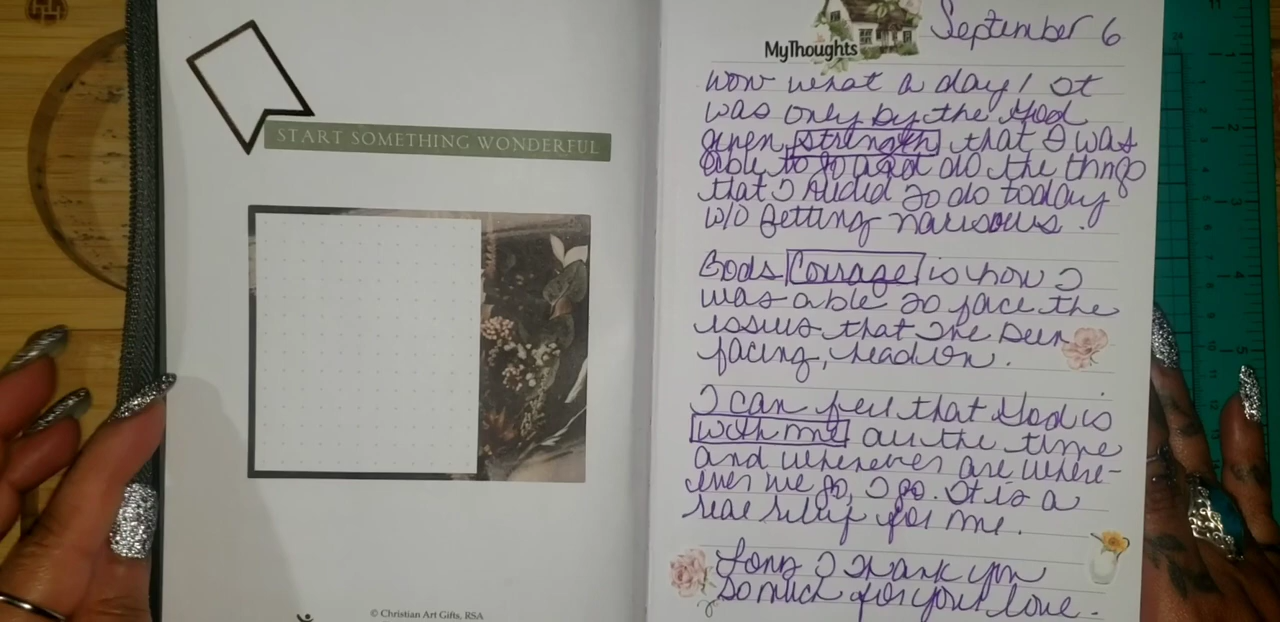 START SOMETHING WONDERFUL
© Christian Art Gifts, RSA
MyThoughts
September 6
Wow what a day! It
was only by the God
given strength that I was
able to go and do the things
that I needed to do today
w/o getting nauseous.
Gods Courage is how I
was able to face the
issues that I've been
facing, head on.
I can feel that God is
with me all the time
and whenever are where-
ever we go, I go. It is a
real relief for me.
I thank you
so much for your love.